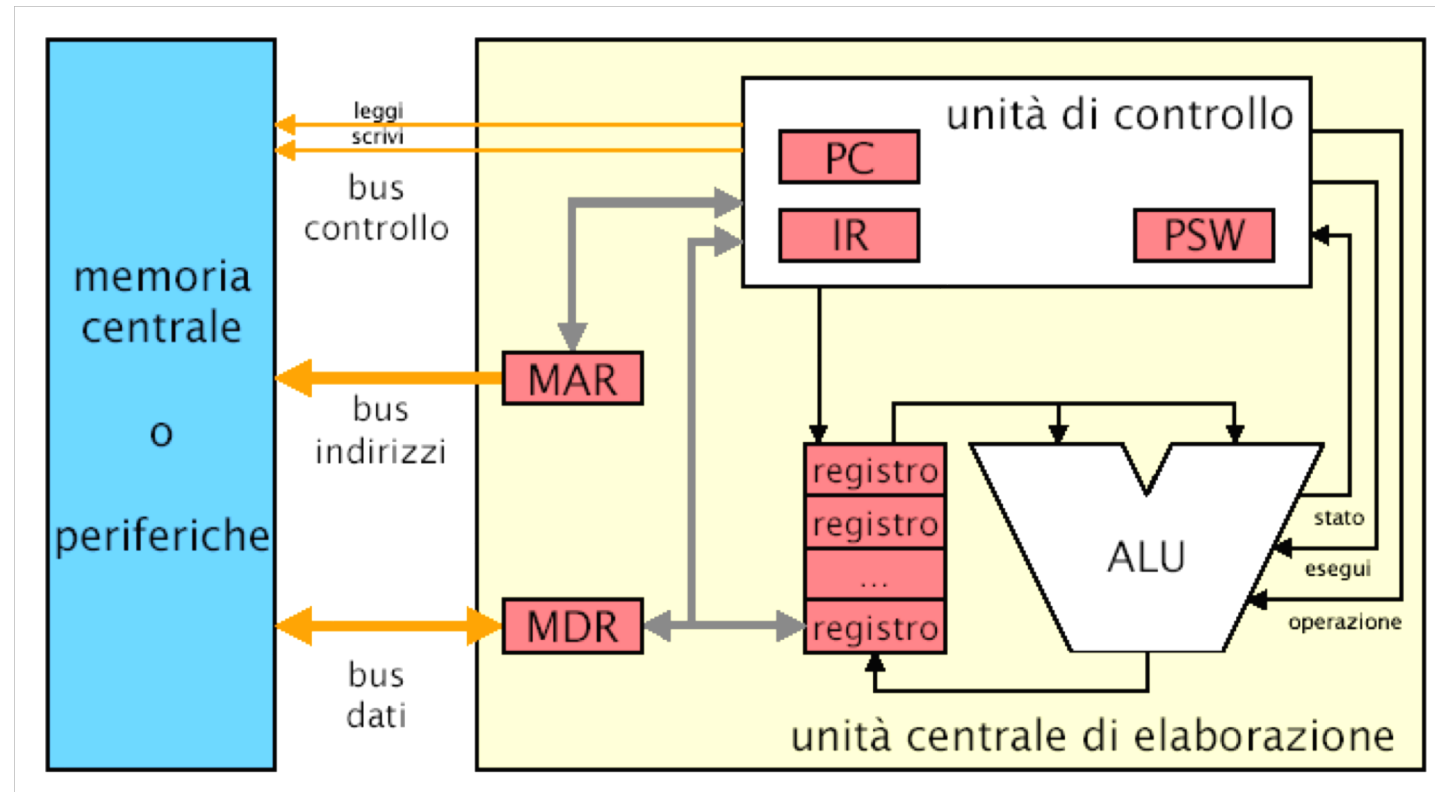 memoria
centrale
o
periferiche
leggi
scrivi
bus
controllo
bus
indirizzi
bus
dati
MAR
MDR
unità di controllo
PC
IR
PSW
registro
registro
...
registro
ALU
stato
esegui
operazione
unità centrale di elaborazione